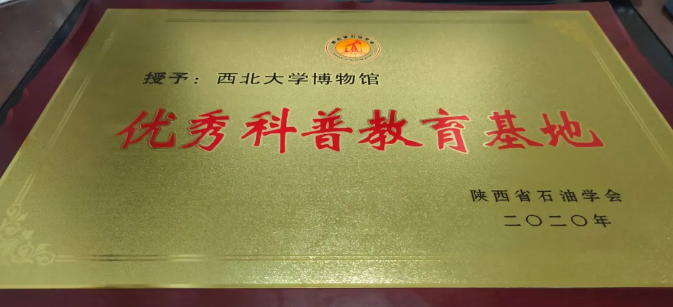 授予：西北大学博物馆
优秀科普教育基地
陕西省石油学会
二〇二〇年